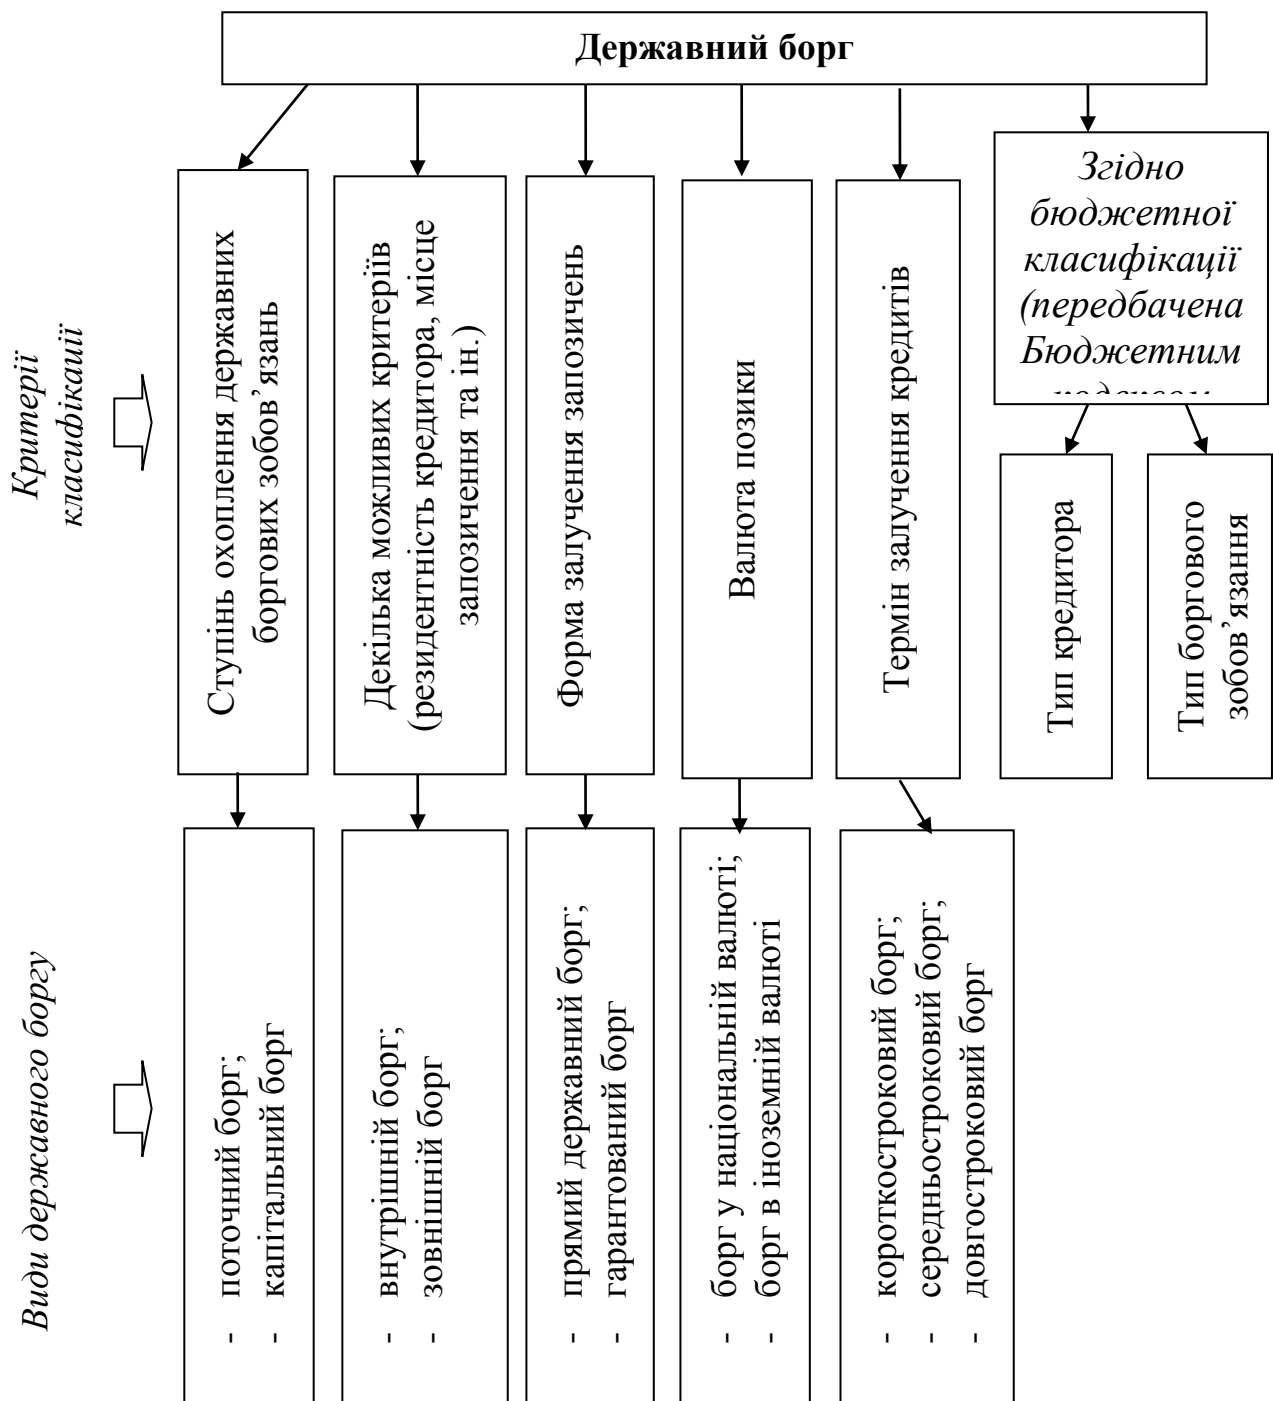 Державний борг
Критерії
класифікації
Ступінь охоплення державних
боргових зобов’язань
Декілька можливих критеріїв
(резидентність кредитора, місце
запозичення та ін.)
Форма залучення запозичень
Валюта позики
Термін залучення кредитів
Згідно
бюджетної
класифікації
(передбачена
Бюджетним
кодексом
Тип кредитора
Тип боргового
зобов’язання
Види державного боргу
- поточний борг;
- капітальний борг
- внутрішній борг;
- зовнішній борг
- прямий державний борг;
- гарантований борг
- борг у національній валюті;
- борг в іноземній валюті
- короткостроковий борг;
- середньостроковий борг;
- довгостроковий борг